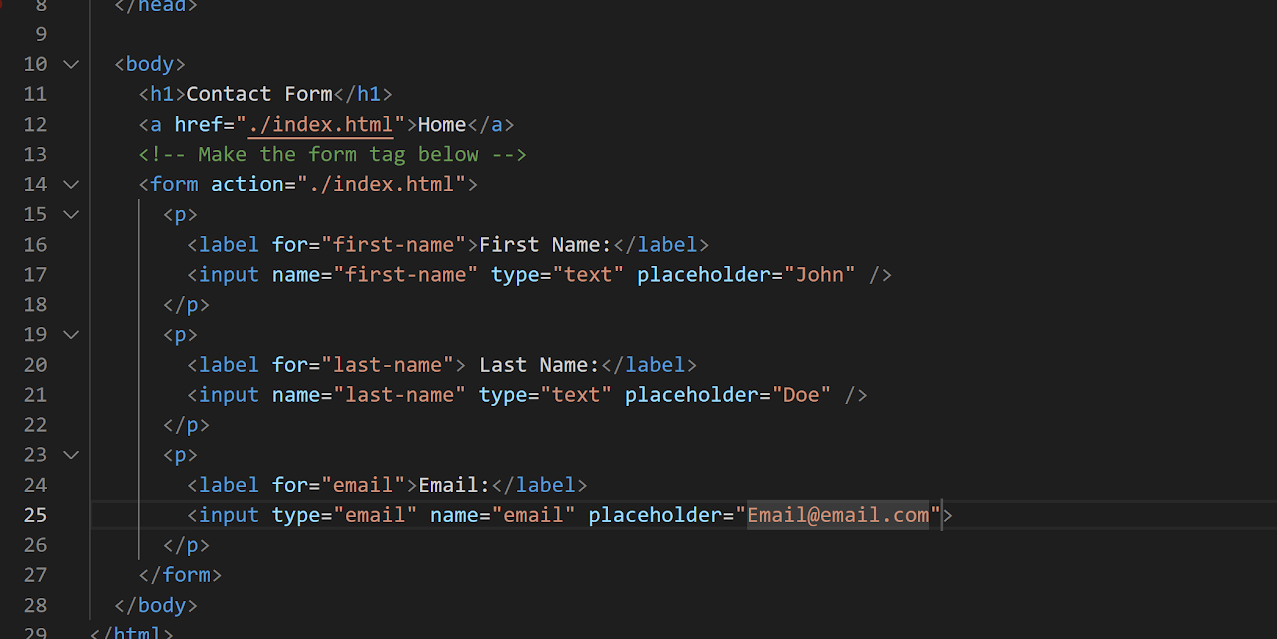 8 </head>
9
10 <body>
11 <h1>Contact Form</h1>
12 <a href="./index.html">Home</a>
13 <!-- Make the form tag below -->
14 <form action="./index.html">
15 <p>
16 <label for="first-name">First Name:</label>
17 <input name="first-name" type="text" placeholder="John" />
18 </p>
19 <p>
20 <label for="last-name"> Last Name:</label>
21 <input name="last-name" type="text" placeholder="Doe" />
22 </p>
23 <p>
24 <label for="email">Email:</label>
25 <input type="email" name="email" placeholder="Email@email.com">
26 </p>
27 </form>
28 </body>
29 </html>